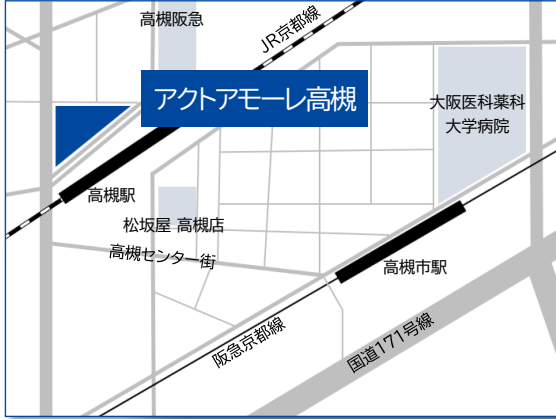 高槻阪急
JR京都線
アクトアモーレ高槻
大阪医科薬科
大学病院
高槻駅
松坂屋 高槻店
高槻センター街
高槻市駅
阪急京都線
国道171号線